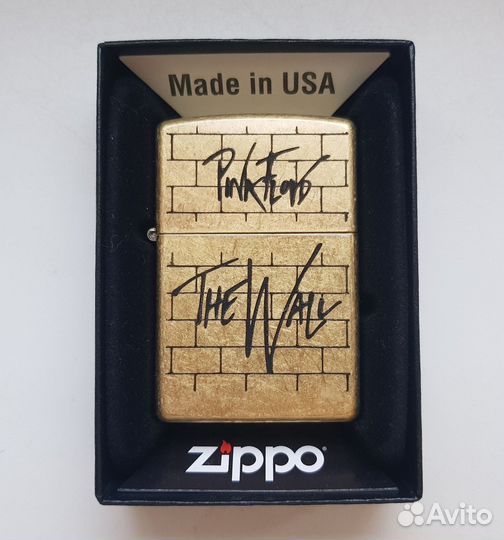 Made in USA
Pink Floyd
The Wall
zippo
Avito